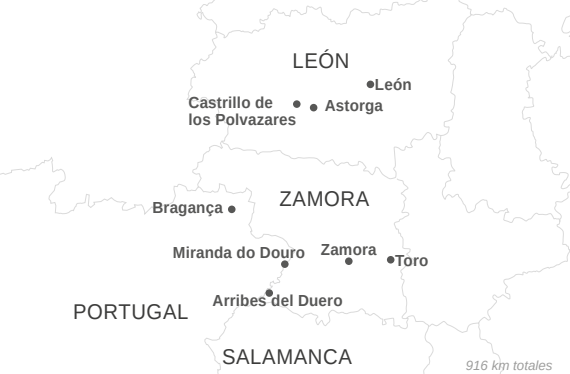 LEÓN
León
Castrillo de
los Polvazares
Astorga
ZAMORA
Bragança
Miranda do Douro
Zamora
Toro
Arribes del Duero
PORTUGAL
SALAMANCA
916 km totales